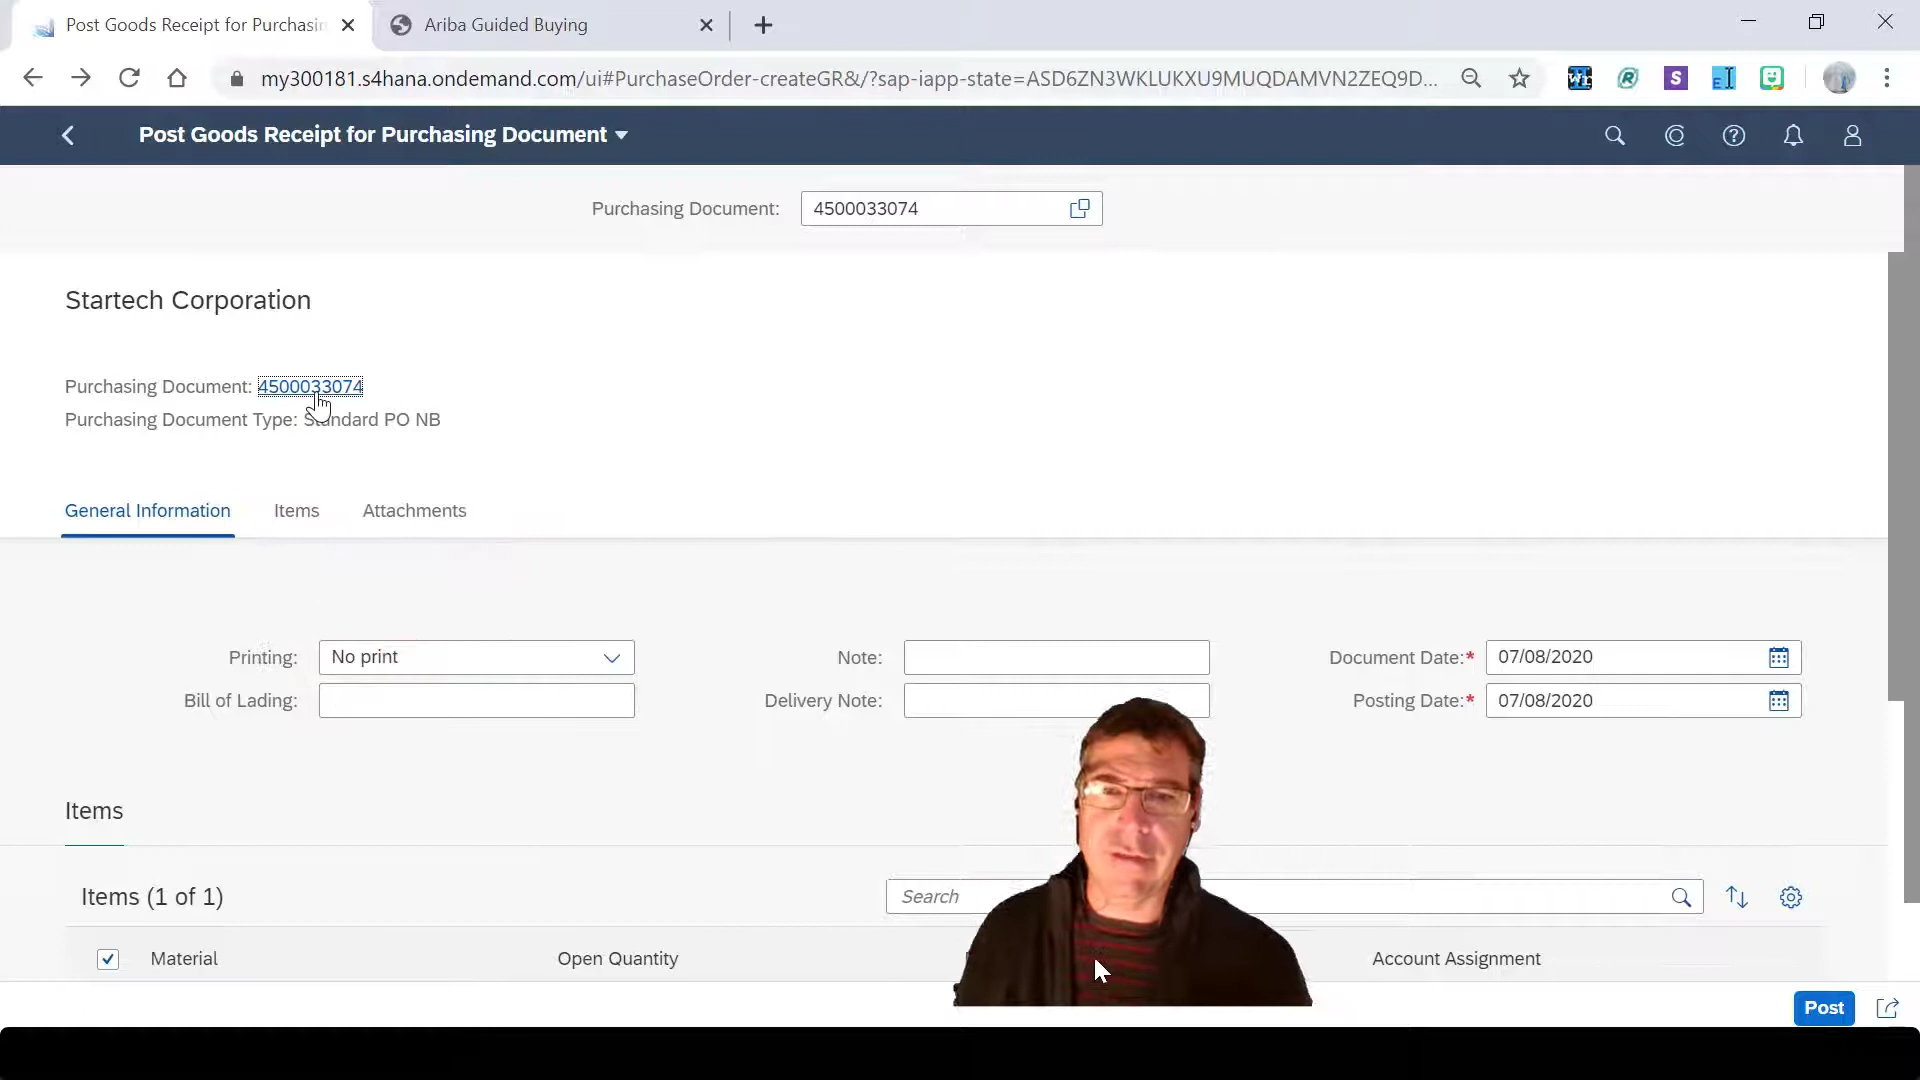 Post Goods Receipt for Purchasin
Ariba Guided Buying
my300181.s4hana.ondemand.com/ui#PurchaseOrder-createGR&/?sap-iapp-state=ASD6ZN3WKLUKXU9MUQDAMVN2ZEQ9D...
Post Goods Receipt for Purchasing Document
Purchasing Document: 4500033074
Startech Corporation
Purchasing Document: 4500033074
Purchasing Document Type: Standard PO NB
General Information Items Attachments
Printing: No print Note: Document Date:* 07/08/2020
Bill of Lading: Delivery Note: Posting Date:* 07/08/2020
Items
Items (1 of 1) Search
Material Open Quantity Account Assignment
Post